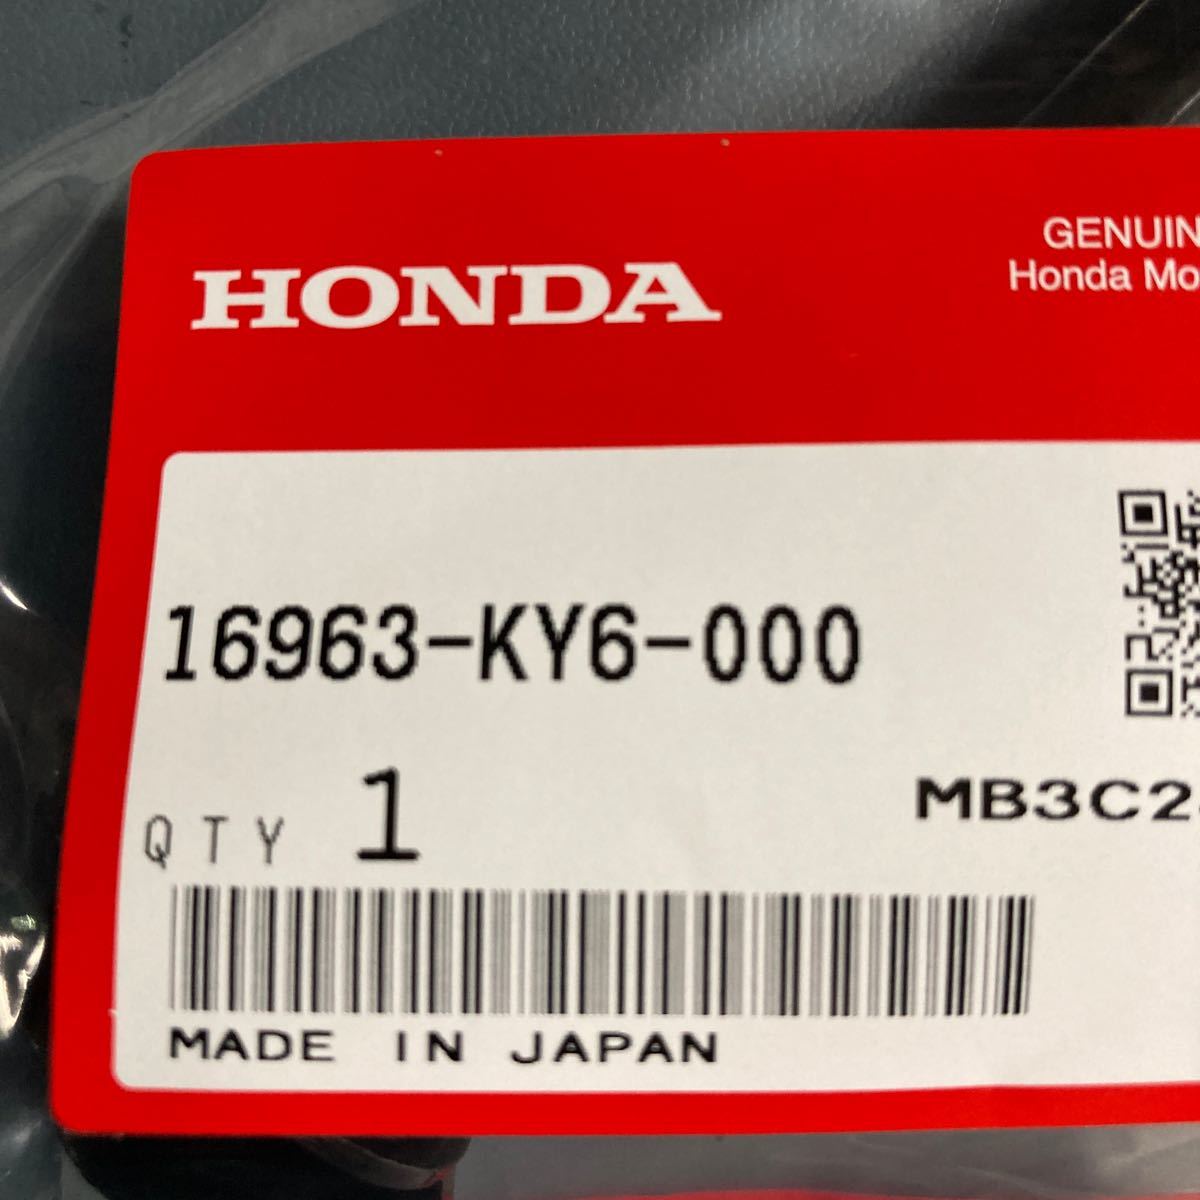 HONDA
GENUIN
Honda Mo
16963-KY6-000
QTY 1
MB3C2
MADE IN JAPAN